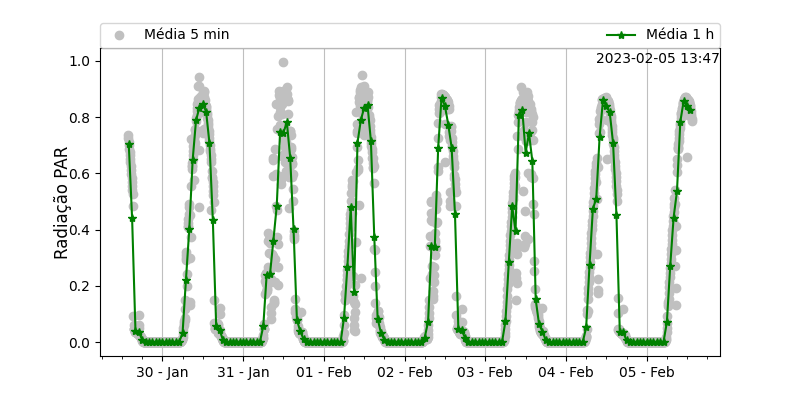 Média 5 min
Média 1 h
2023-02-05 13:47
Radiação PAR
1.0
0.8
0.6
0.4
0.2
0.0
30 - Jan
31 - Jan
01 - Feb
02 - Feb
03 - Feb
04 - Feb
05 - Feb